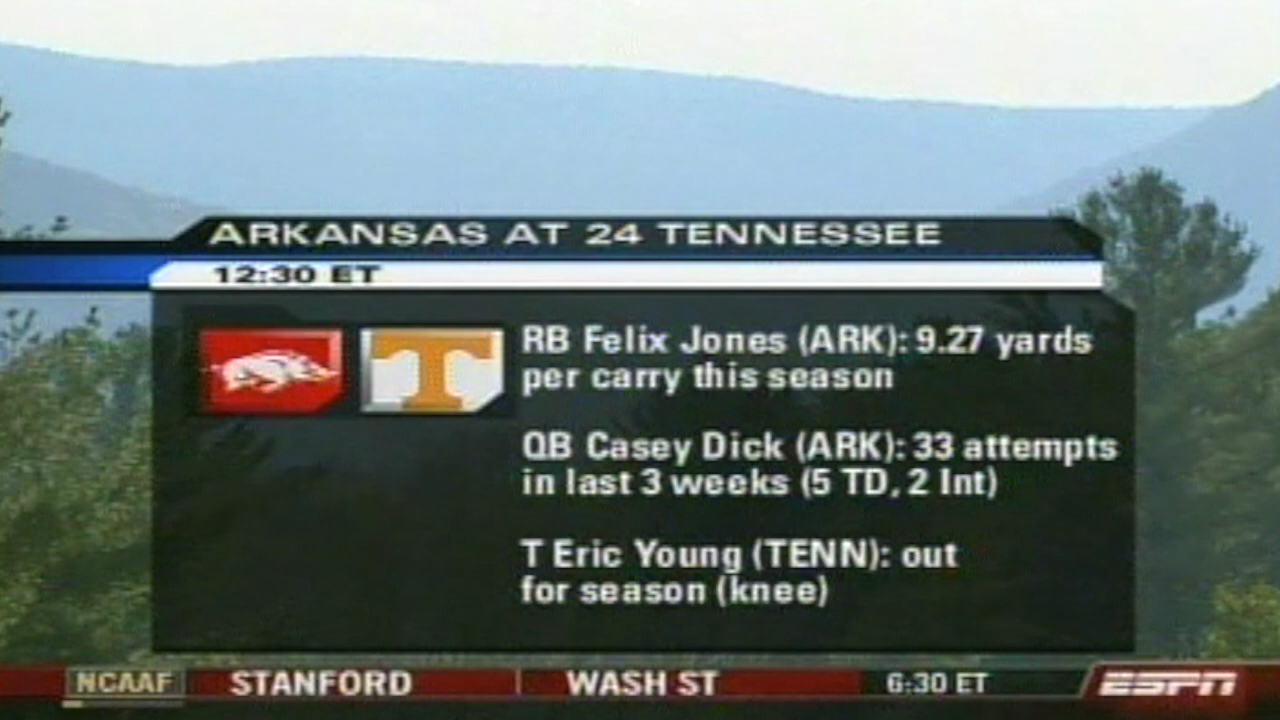 ARKANSAS AT 24 TENNESSEE
12:30 ET
T
RB Felix Jones (ARK): 9.27 yards
per carry this season
QB Casey Dick (ARK): 33 attempts
in last 3 weeks (5 TD, 2 Int)
T Eric Young (TENN): out
for season (knee)
NCAAF STANFORD WASH ST 6:30 ET ESPN